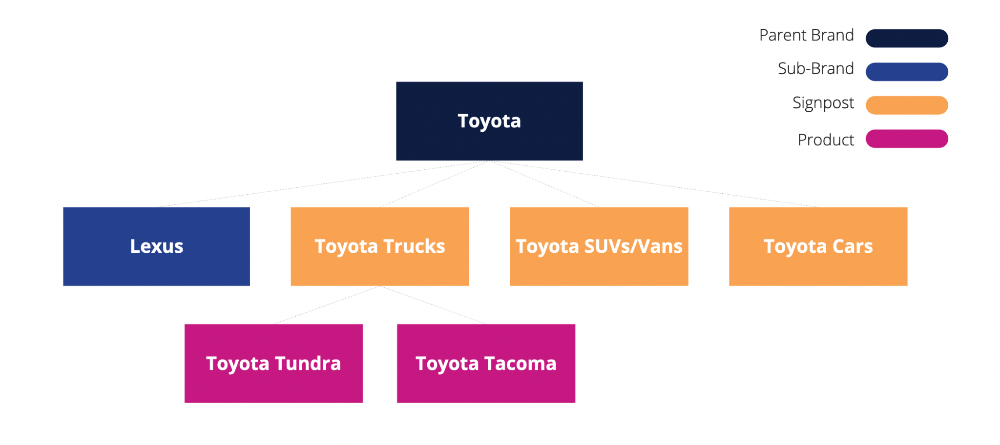 Parent Brand
Sub-Brand
Signpost
Product
Toyota
Lexus
Toyota Trucks
Toyota SUVs/Vans
Toyota Cars
Toyota Tundra
Toyota Tacoma